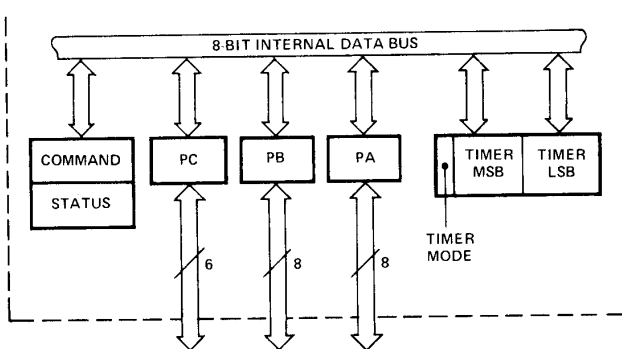 8-BIT INTERNAL DATA BUS
COMMAND
STATUS
PC
PB
PA
TIMER
MSB
TIMER
LSB
TIMER
MODE
6
8
8